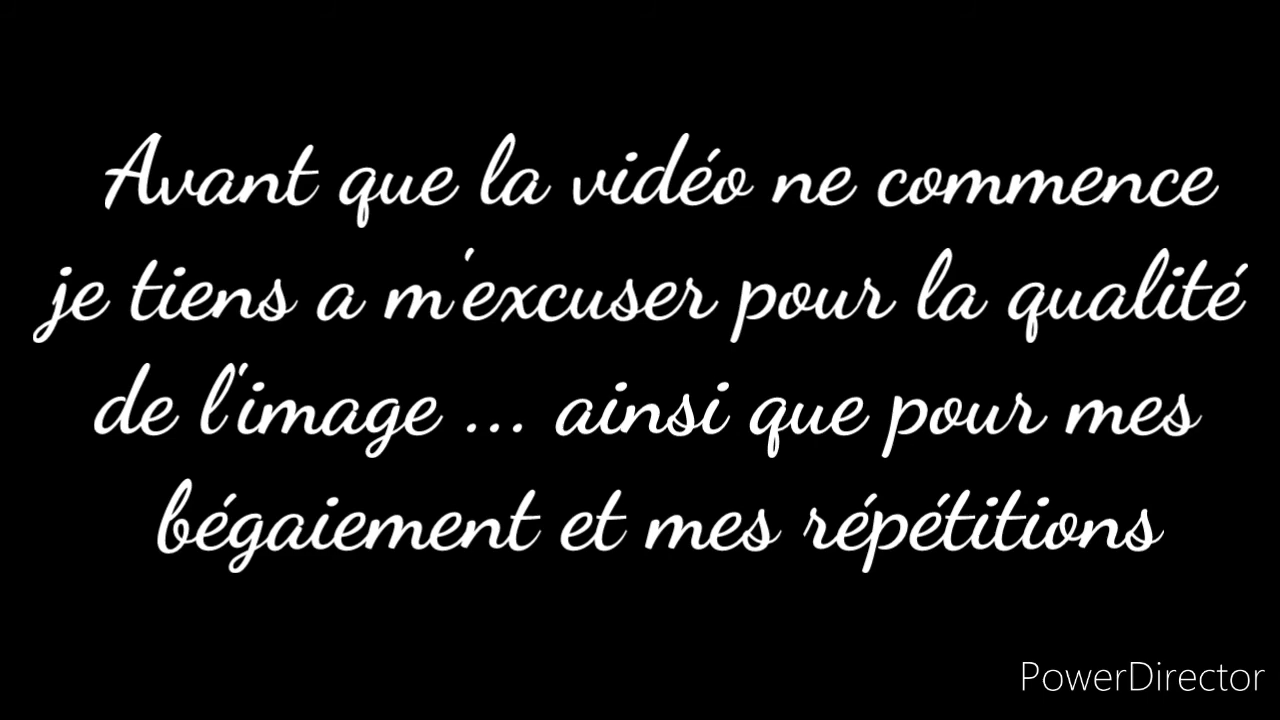 Avant que la vidéo ne commence
je tiens a m'excuser pour la qualité
de l'image ... ainsi que pour mes
bégaiement et mes répétitions
PowerDirector